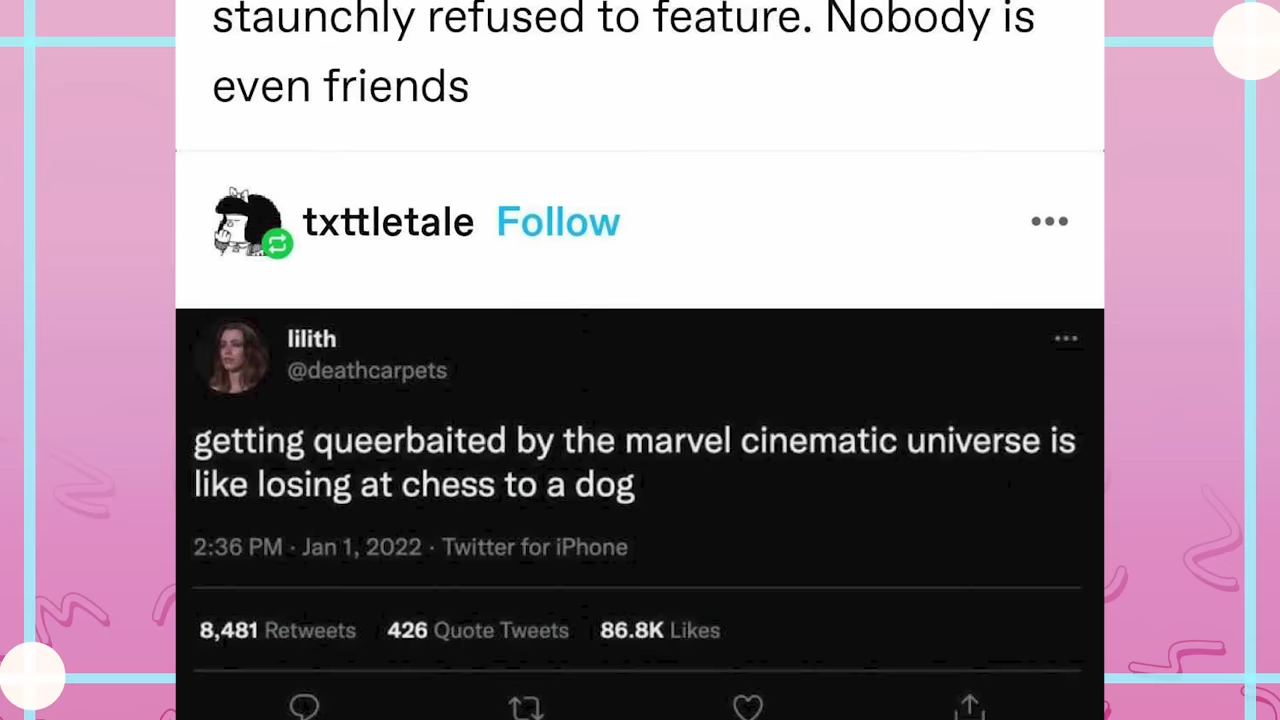 staunchly refused to feature. Nobody is
even friends
txttletale Follow
lilith
@deathcarpets
getting queerbaited by the marvel cinematic universe is
like losing at chess to a dog
2:36 PM · Jan 1, 2022 · Twitter for iPhone
8,481 Retweets 426 Quote Tweets 86.8K Likes